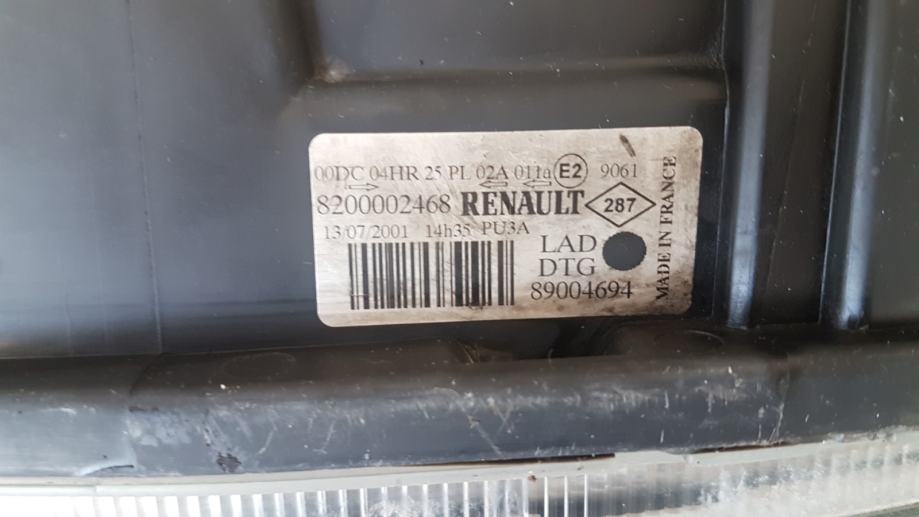 00DC 04HR 25 PL 02A 011a E2 9061
8200002468 RENAULT 287
13/07/2001 14h35 PU3A
LAD
DTG
89004694
MADE IN FRANCE